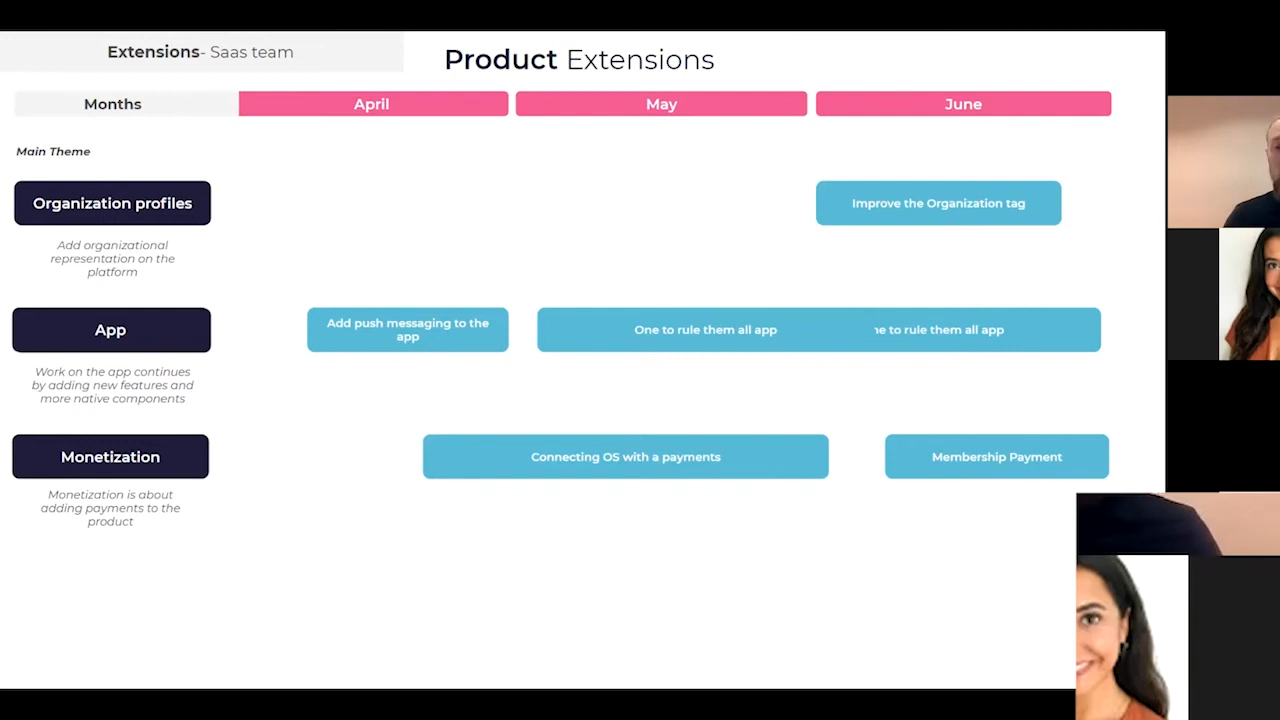 Extensions- Saas team
Product Extensions
Months
April
May
June
Main Theme
Organization profiles
Improve the Organization tag
Add organizational
representation on the
platform
App
Add push messaging to the
app
One to rule them all app
ne to rule them all app
Work on the app continues
by adding new features and
more native components
Monetization
Connecting OS with a payments
Membership Payment
Monetization is about
adding payments to the
product